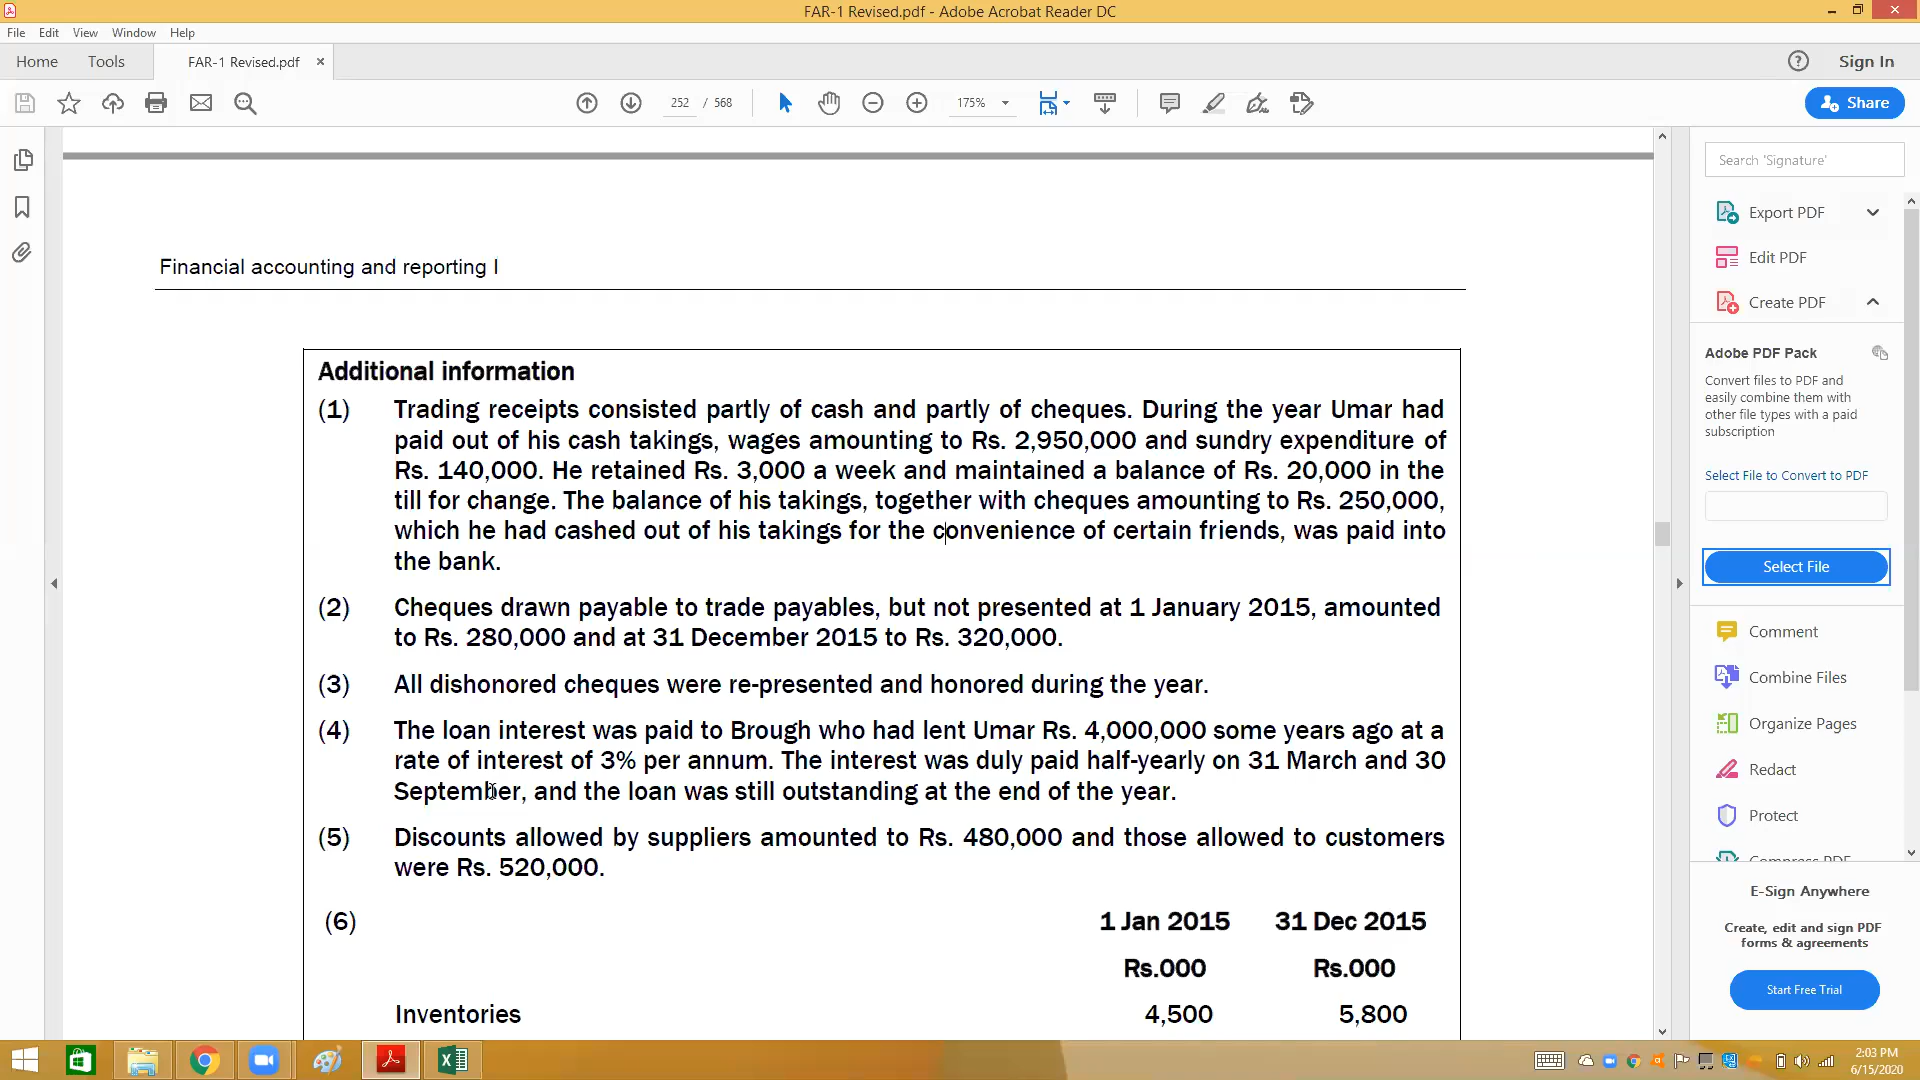 FAR-1 Revised.pdf - Adobe Acrobat Reader DC
File Edit View Window Help
Home Tools FAR-1 Revised.pdf × Sign In
252 / 568 175% Share
Financial accounting and reporting I
Additional information
(1) Trading receipts consisted partly of cash and partly of cheques. During the year Umar had
paid out of his cash takings, wages amounting to Rs. 2,950,000 and sundry expenditure of
Rs. 140,000. He retained Rs. 3,000 a week and maintained a balance of Rs. 20,000 in the
till for change. The balance of his takings, together with cheques amounting to Rs. 250,000,
which he had cashed out of his takings for the convenience of certain friends, was paid into
the bank.
(2) Cheques drawn payable to trade payables, but not presented at 1 January 2015, amounted
to Rs. 280,000 and at 31 December 2015 to Rs. 320,000.
(3) All dishonored cheques were re-presented and honored during the year.
(4) The loan interest was paid to Brough who had lent Umar Rs. 4,000,000 some years ago at a
rate of interest of 3% per annum. The interest was duly paid half-yearly on 31 March and 30
September, and the loan was still outstanding at the end of the year.
(5) Discounts allowed by suppliers amounted to Rs. 480,000 and those allowed to customers
were Rs. 520,000.
(6) 1 Jan 2015 31 Dec 2015
Rs.000 Rs.000
Inventories 4,500 5,800
Search 'Signature'
Export PDF
Edit PDF
Create PDF
Adobe PDF Pack
Convert files to PDF and
easily combine them with
other file types with a paid
subscription
Select File to Convert to PDF
Select File
Comment
Combine Files
Organize Pages
Redact
Protect
Compress PDF
E-Sign Anywhere
Create, edit and sign PDF
forms & agreements
Start Free Trial
2:03 PM
6/15/2020